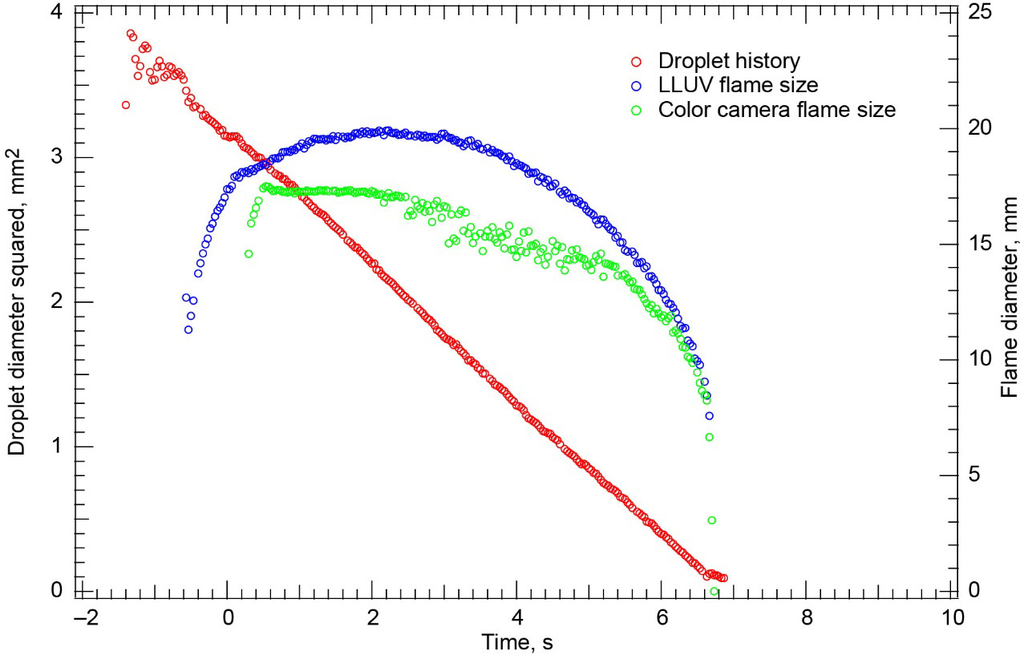 4
3
2
1
0
Droplet diameter squared, mm2
25
20
15
10
5
0
Flame diameter, mm
Droplet history
LLUV flame size
Color camera flame size
–2 0 2 4 6 8 10
Time, s